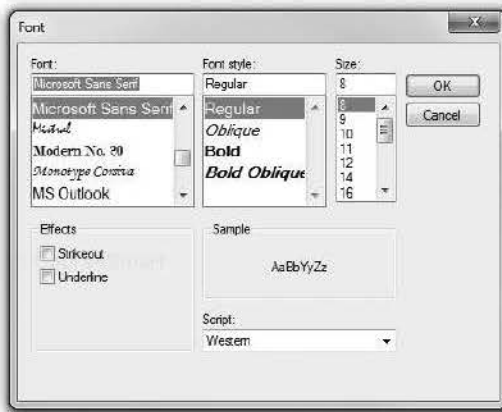 Font
Font: Font style: Size:
Microsoft Sans Serif Regular 8 OK
Microsoft Sans Serif Regular 8 Cancel
Mistral Oblique 9
Modern No. 20 Bold 10
Monotype Corsiva Bold Oblique 11
MS Outlook 12
14
16
Effects Sample
Strikeout AaBbYyZz
Underline
Script:
Western